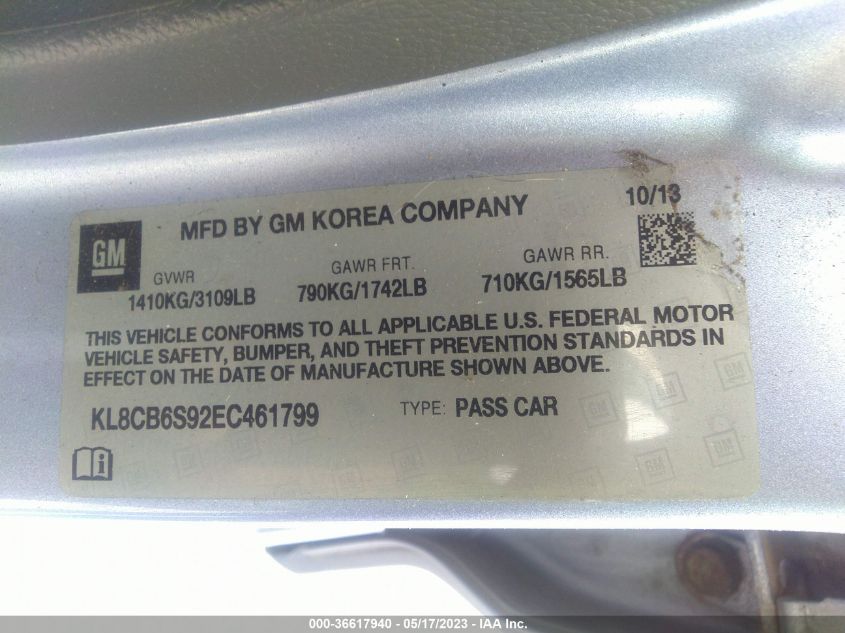 MFD BY GM KOREA COMPANY 10/13
GM
GVWR GAWR FRT. GAWR RR.
1410KG/3109LB 790KG/1742LB 710KG/1565LB
THIS VEHICLE CONFORMS TO ALL APPLICABLE U.S. FEDERAL MOTOR
VEHICLE SAFETY, BUMPER, AND THEFT PREVENTION STANDARDS IN
EFFECT ON THE DATE OF MANUFACTURE SHOWN ABOVE.
KL8CB6S92EC461799 TYPE: PASS CAR
000-36617940 - 05/17/2023 - IAA Inc.